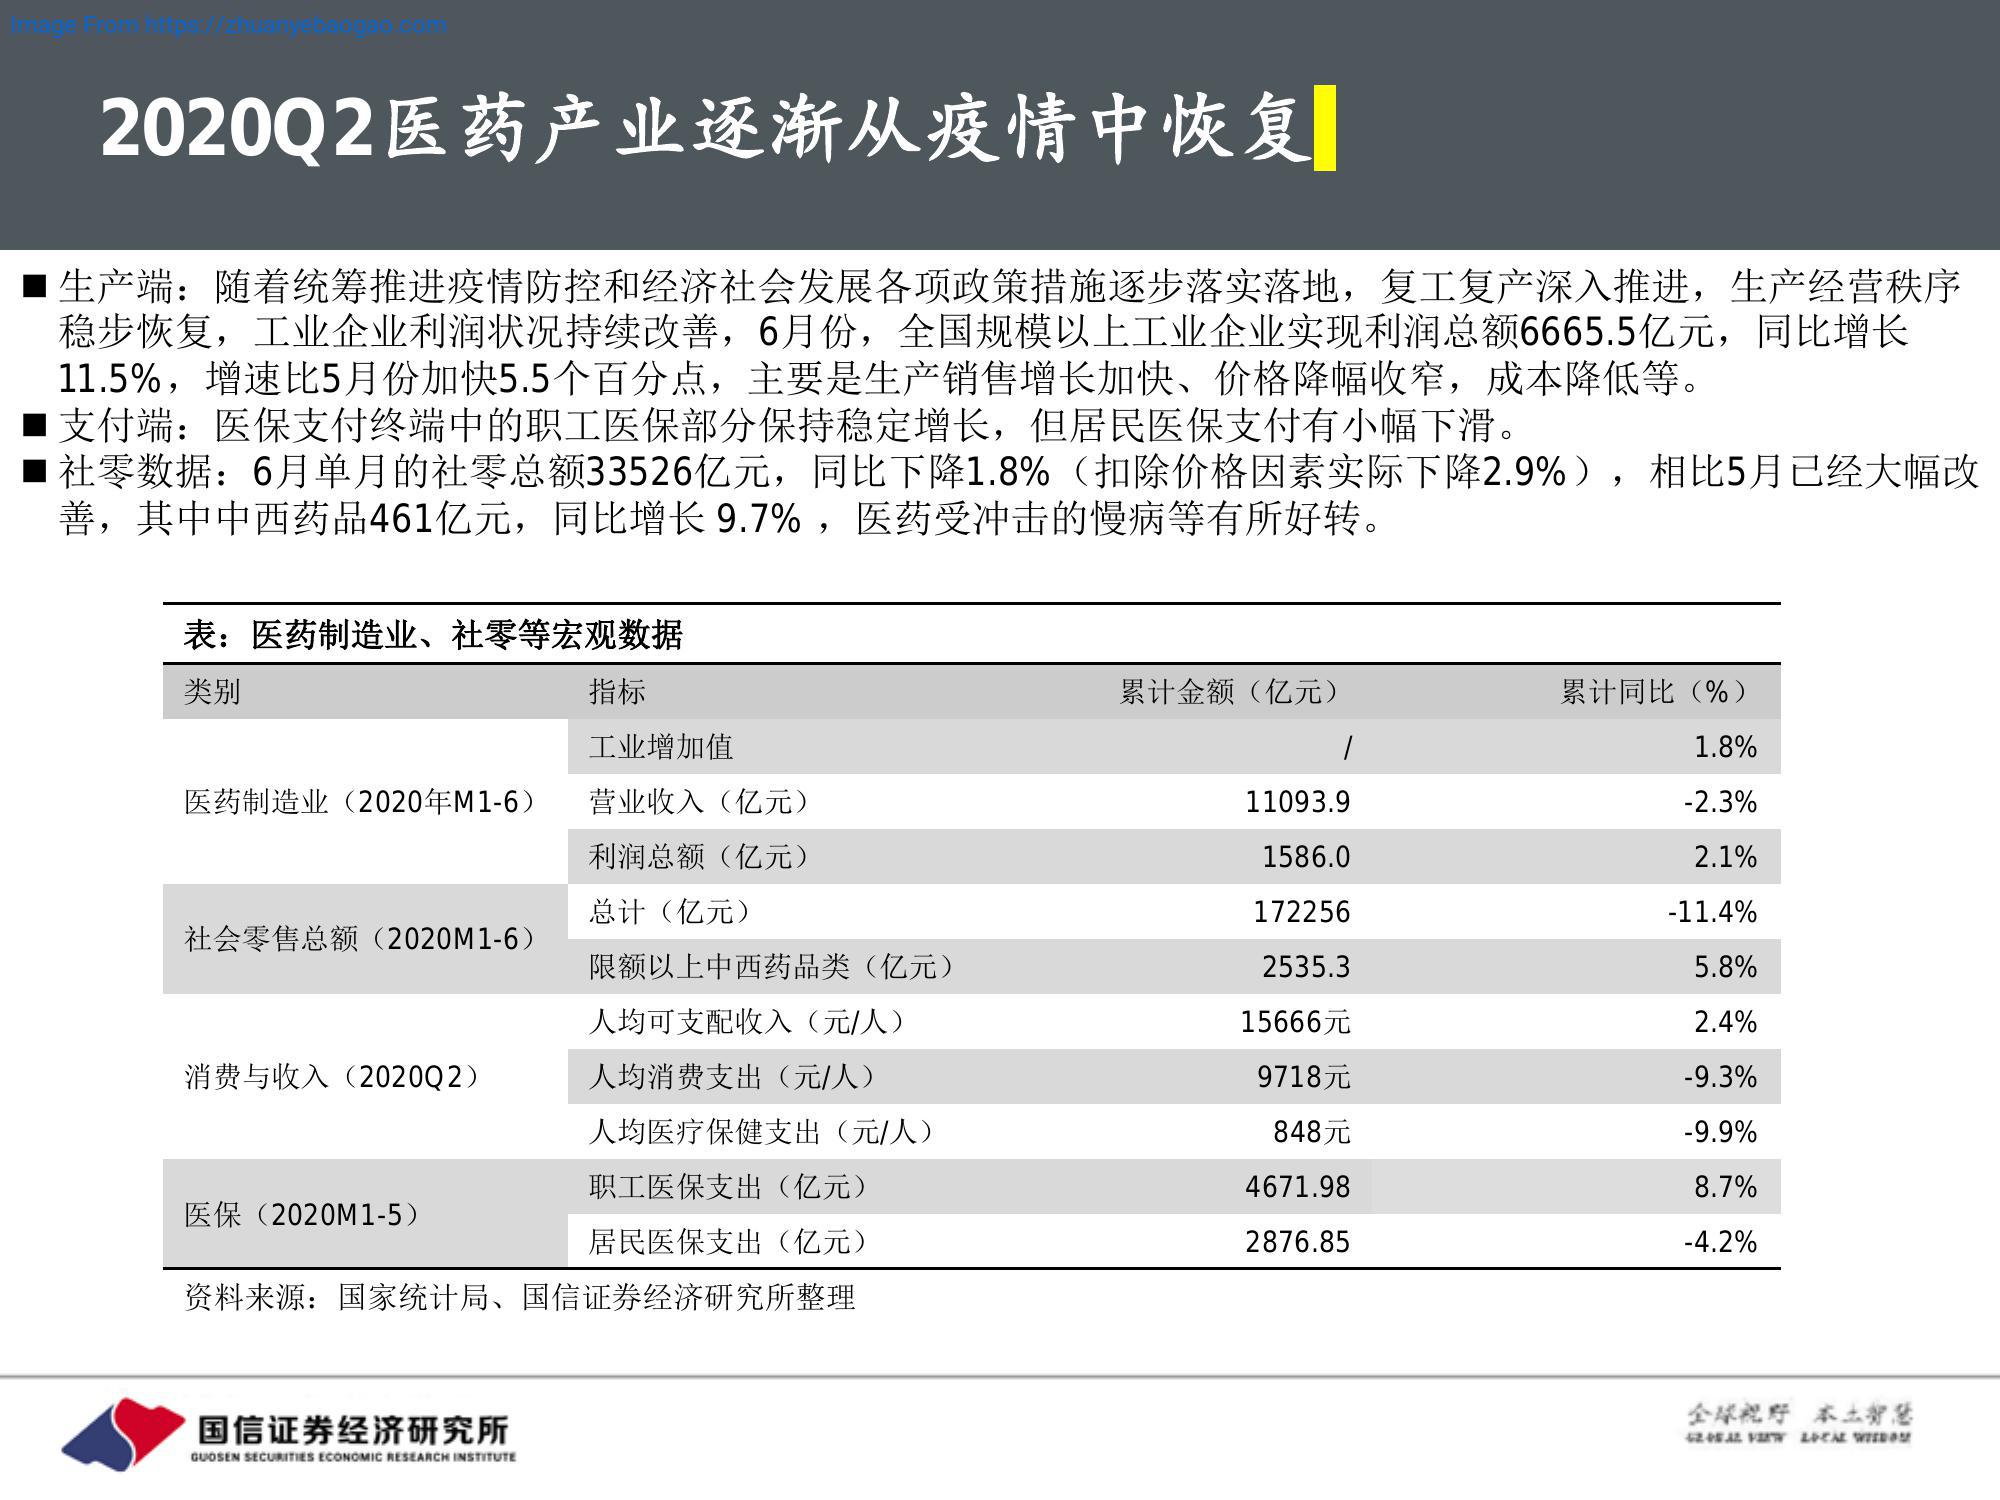 Image From https://zhuanyebaogao.com
2020Q2医药产业逐渐从疫情中恢复
■ 生产端：随着统筹推进疫情防控和经济社会发展各项政策措施逐步落实落地，复工复产深入推进，生产经营秩序
稳步恢复，工业企业利润状况持续改善，6月份，全国规模以上工业企业实现利润总额6665.5亿元，同比增长
11.5%，增速比5月份加快5.5个百分点，主要是生产销售增长加快、价格降幅收窄，成本降低等。
■ 支付端：医保支付终端中的职工医保部分保持稳定增长，但居民医保支付有小幅下滑。
■ 社零数据：6月单月的社零总额33526亿元，同比下降1.8%（扣除价格因素实际下降2.9%），相比5月已经大幅改
善，其中中西药品461亿元，同比增长 9.7% ，医药受冲击的慢病等有所好转。
表：医药制造业、社零等宏观数据
类别 指标 累计金额（亿元） 累计同比（%）
工业增加值 / 1.8%
医药制造业（2020年M1-6） 营业收入（亿元） 11093.9 -2.3%
利润总额（亿元） 1586.0 2.1%
总计（亿元） 172256 -11.4%
社会零售总额（2020M1-6）
限额以上中西药品类（亿元） 2535.3 5.8%
人均可支配收入（元/人） 15666元 2.4%
消费与收入（2020Q2） 人均消费支出（元/人） 9718元 -9.3%
人均医疗保健支出（元/人） 848元 -9.9%
职工医保支出（亿元） 4671.98 8.7%
医保（2020M1-5）
居民医保支出（亿元） 2876.85 -4.2%
资料来源：国家统计局、国信证券经济研究所整理
国信证券经济研究所
GUOSEN SECURITIES ECONOMIC RESEARCH INSTITUTE
全球视野 本土智慧
GLOBAL VIEW LOCAL WISDOM